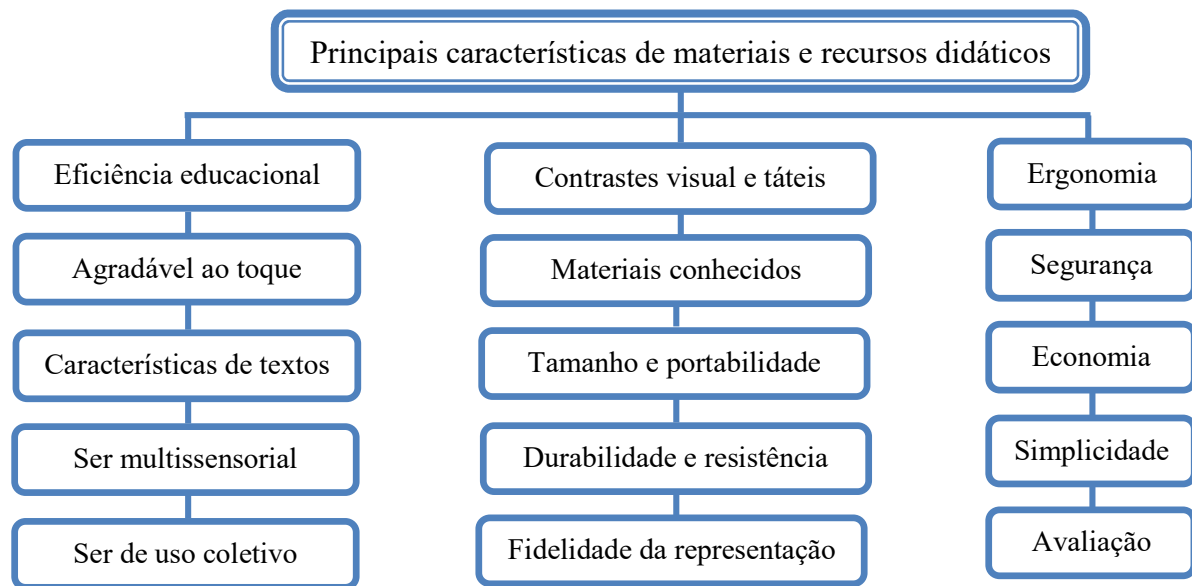 Principais características de materiais e recursos didáticos
Eficiência educacional
Agradável ao toque
Características de textos
Ser multissensorial
Ser de uso coletivo
Contrastes visual e táteis
Materiais conhecidos
Tamanho e portabilidade
Durabilidade e resistência
Fidelidade da representação
Ergonomia
Segurança
Economia
Simplicidade
Avaliação